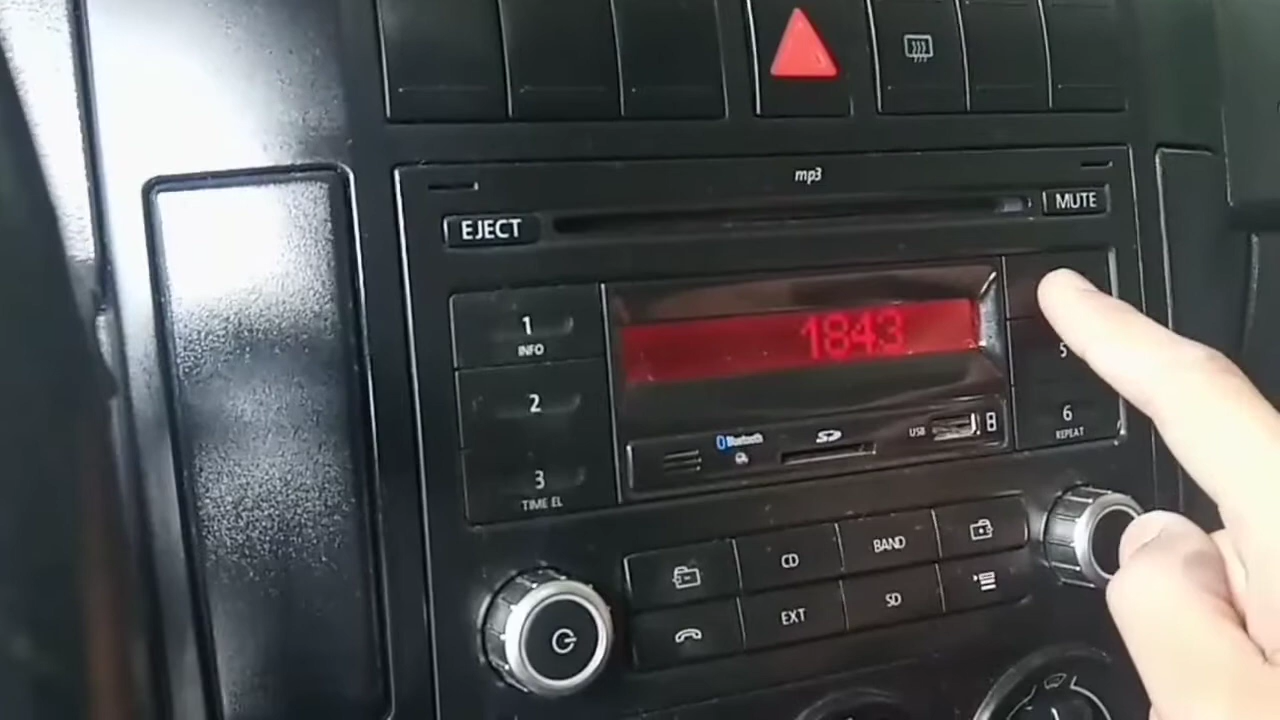 mp3
EJECT
MUTE
1
INFO
1843
5
2
6
REPEAT
Bluetooth
SD
USB
3
TIME EL
CD
BAND
EXT
SD